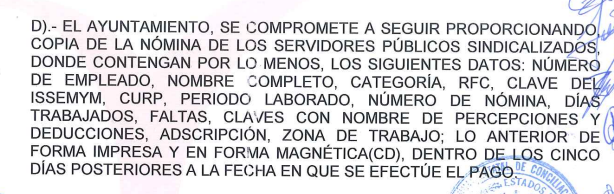 D).- EL AYUNTAMIENTO, SE COMPROMETE A SEGUIR PROPORCIONANDO,
COPIA DE LA NÓMINA DE LOS SERVIDORES PÚBLICOS SINDICALIZADOS,
DONDE CONTENGAN POR LO MENOS, LOS SIGUIENTES DATOS: NÚMERO
DE EMPLEADO, NOMBRE COMPLETO, CATEGORÍA, RFC, CLAVE DEL
ISSEMYM, CURP, PERIODO LABORADO, NÚMERO DE NÓMINA, DÍAS
TRABAJADOS, FALTAS, CLAVES CON NOMBRE DE PERCEPCIONES Y
DEDUCCIONES, ADSCRIPCIÓN, ZONA DE TRABAJO; LO ANTERIOR DE
FORMA IMPRESA Y EN FORMA MAGNÉTICA(CD), DENTRO DE LOS CINCO
DÍAS POSTERIORES A LA FECHA EN QUE SE EFECTÚE EL PAGO.
DE CONCILIAC
ESTADOS